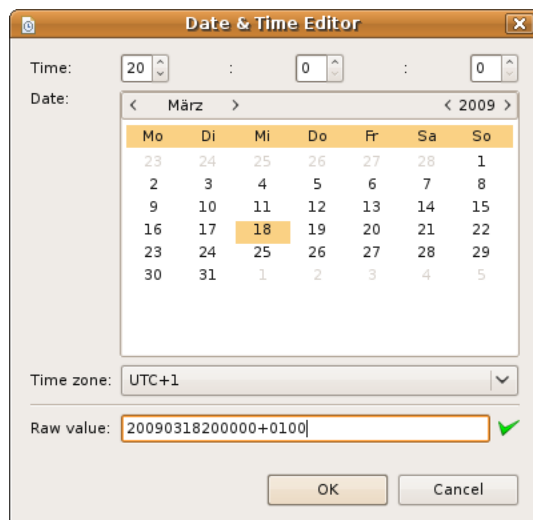 Date & Time Editor
Time: 20 : 0 : 0
Date: < März > < 2009 >
Mo Di Mi Do Fr Sa So
23 24 25 26 27 28 1
2 3 4 5 6 7 8
9 10 11 12 13 14 15
16 17 18 19 20 21 22
23 24 25 26 27 28 29
30 31 1 2 3 4 5
Time zone: UTC+1
Raw value: 20090318200000+0100
OK Cancel